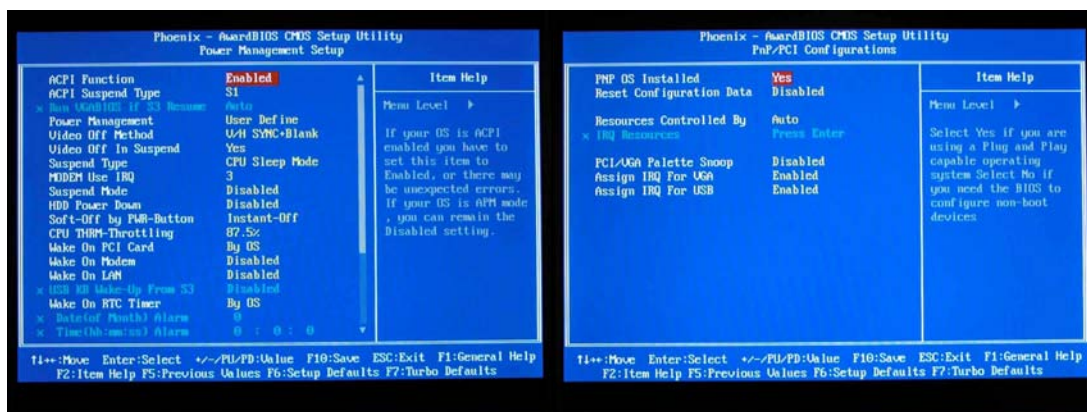 Phoenix - AwardBIOS CMOS Setup Utility
Power Management Setup
ACPI Function Enabled
ACPI Suspend Type S1
× Run VGABIOS if S3 Resume Auto
Power Management User Define
Video Off Method V/H SYNC+Blank
Video Off In Suspend Yes
Suspend Type CPU Sleep Mode
MODEM Use IRQ 3
Suspend Mode Disabled
HDD Power Down Disabled
Soft-Off by PWR-Button Instant-Off
CPU THRM-Throttling 87.5%
Wake On PCI Card By OS
Wake On Modem Disabled
Wake On LAN Disabled
× USB KB Wake-Up From S3 Disabled
Wake On RTC Timer By OS
× Date(of Month) Alarm 0
× Time(hh:mm:ss) Alarm 0 : 0 : 0
Item Help
Menu Level ▶
If your OS is ACPI
enabled you have to
set this item to
Enabled, or there may
be unexpected errors.
If your OS is APM mode
, you can remain the
Disabled setting.
↑↓→←:Move Enter:Select +/-/PU/PD:Value F10:Save ESC:Exit F1:General Help
F2:Item Help F5:Previous Values F6:Setup Defaults F7:Turbo Defaults
Phoenix - AwardBIOS CMOS Setup Utility
PnP/PCI Configurations
PNP OS Installed Yes
Reset Configuration Data Disabled
Resources Controlled By Auto
× IRQ Resources Press Enter
PCI/VGA Palette Snoop Disabled
Assign IRQ For VGA Enabled
Assign IRQ For USB Enabled
Item Help
Menu Level ▶
Select Yes if you are
using a Plug and Play
capable operating
system Select No if
you need the BIOS to
configure non-boot
devices
↑↓→←:Move Enter:Select +/-/PU/PD:Value F10:Save ESC:Exit F1:General Help
F2:Item Help F5:Previous Values F6:Setup Defaults F7:Turbo Defaults